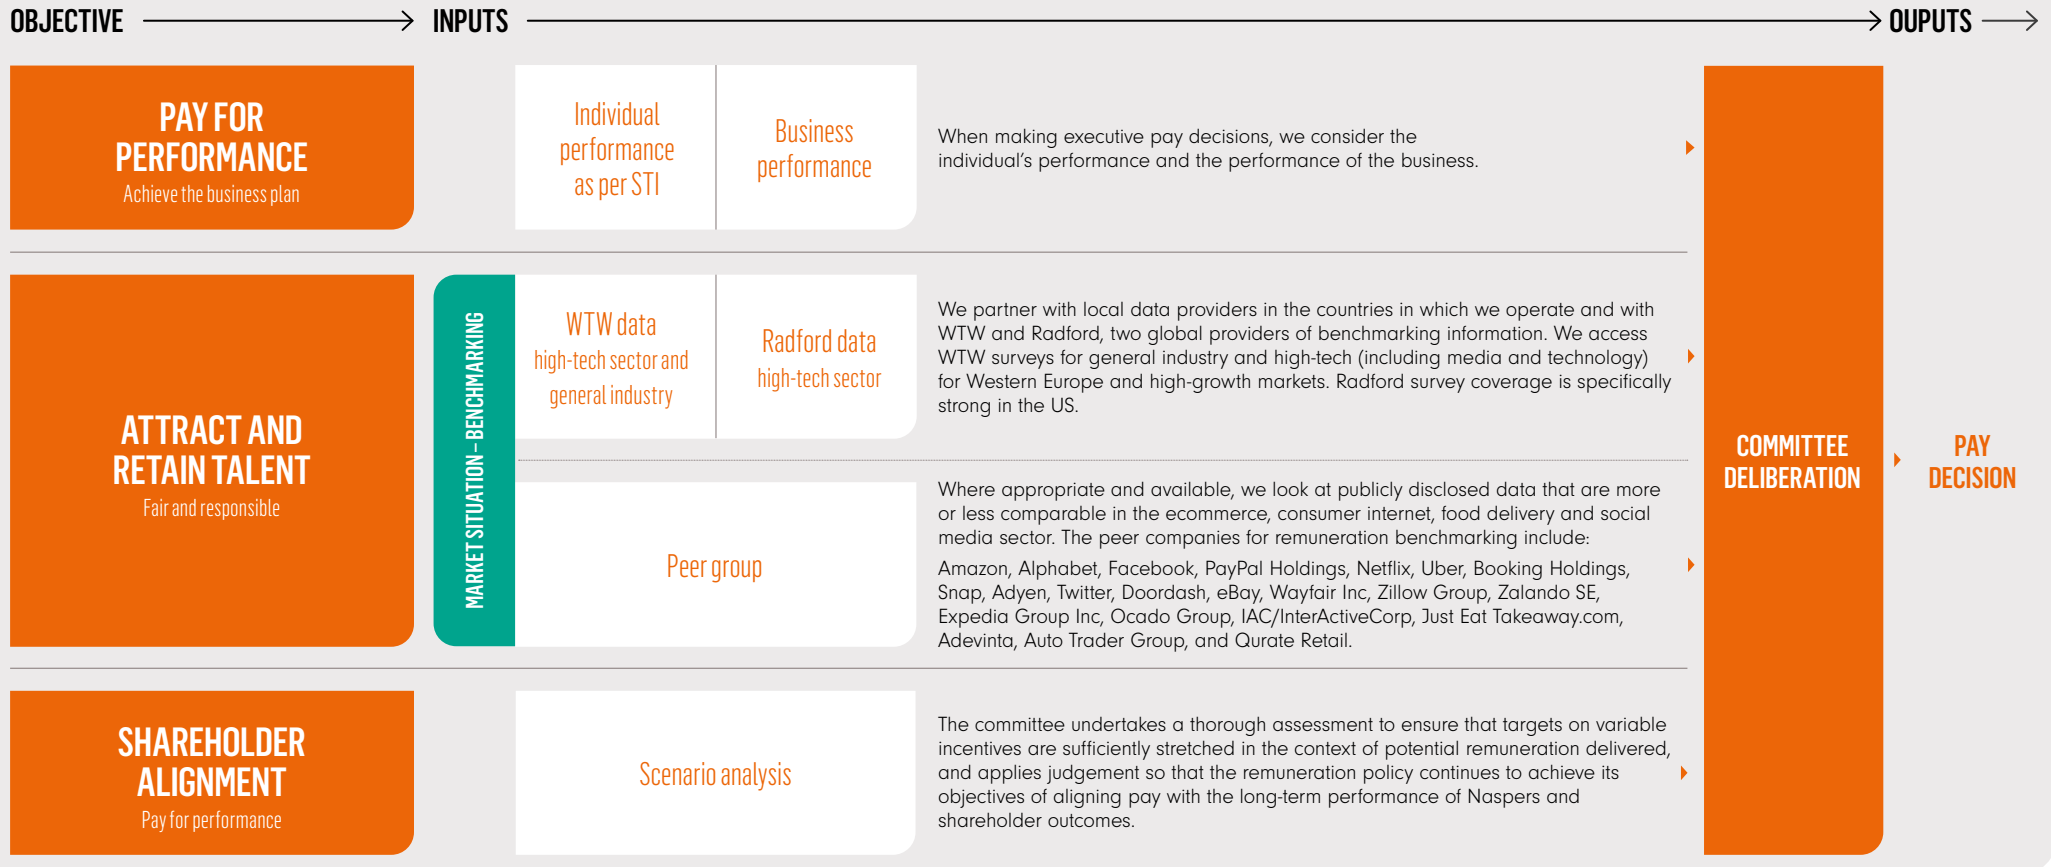 OBJECTIVE
INPUTS
OUPUTS
PAY FOR
PERFORMANCE
Achieve the business plan
Individual
performance
as per STI
Business
performance
When making executive pay decisions, we consider the
individual's performance and the performance of the business.
ATTRACT AND
RETAIN TALENT
Fair and responsible
MARKET SITUATION – BENCHMARKING
WTW data
high-tech sector and
general industry
Radford data
high-tech sector
We partner with local data providers in the countries in which we operate and with
WTW and Radford, two global providers of benchmarking information. We access
WTW surveys for general industry and high-tech (including media and technology)
for Western Europe and high-growth markets. Radford survey coverage is specifically
strong in the US.
Peer group
Where appropriate and available, we look at publicly disclosed data that are more
or less comparable in the ecommerce, consumer internet, food delivery and social
media sector. The peer companies for remuneration benchmarking include:
Amazon, Alphabet, Facebook, PayPal Holdings, Netflix, Uber, Booking Holdings,
Snap, Adyen, Twitter, Doordash, eBay, Wayfair Inc, Zillow Group, Zalando SE,
Expedia Group Inc, Ocado Group, IAC/InterActiveCorp, Just Eat Takeaway.com,
Adevinta, Auto Trader Group, and Qurate Retail.
SHAREHOLDER
ALIGNMENT
Pay for performance
Scenario analysis
The committee undertakes a thorough assessment to ensure that targets on variable
incentives are sufficiently stretched in the context of potential remuneration delivered,
and applies judgement so that the remuneration policy continues to achieve its
objectives of aligning pay with the long-term performance of Naspers and
shareholder outcomes.
COMMITTEE
DELIBERATION
PAY
DECISION